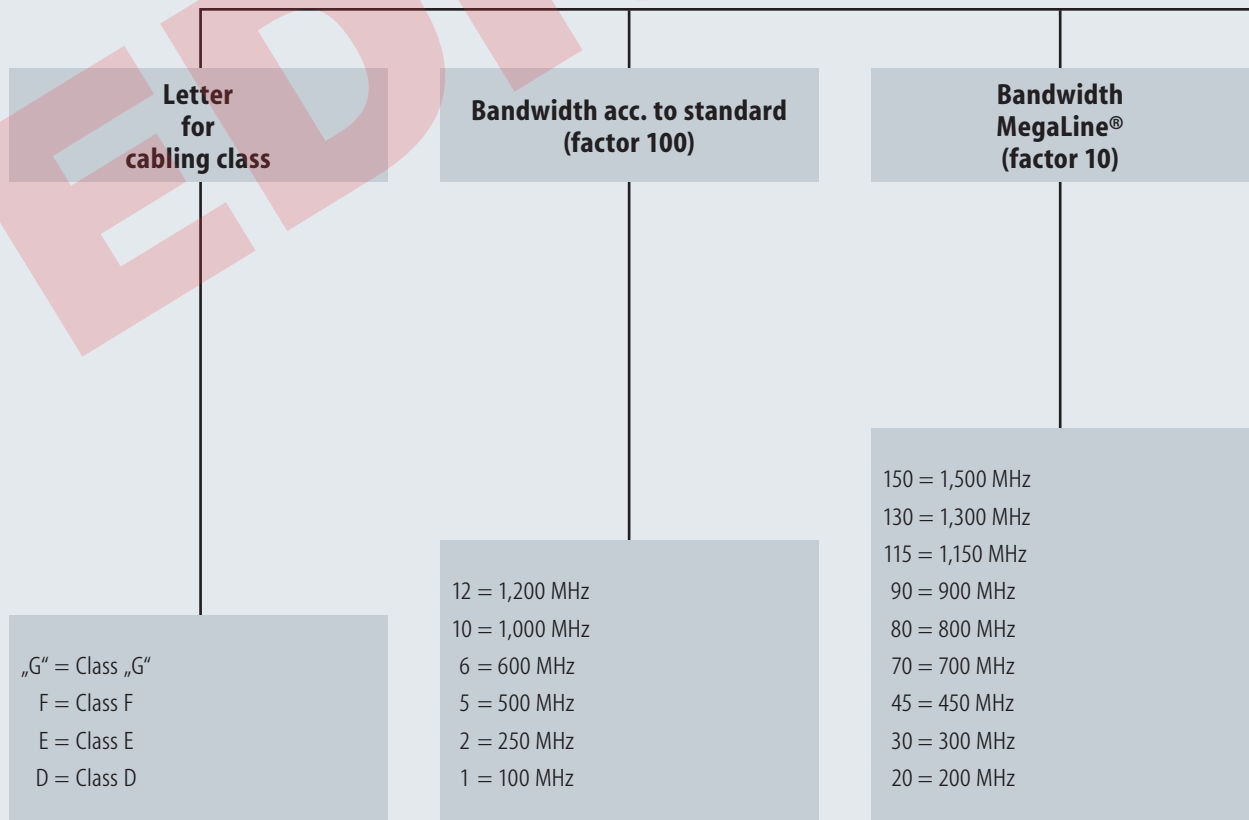 Letter
for
cabling class
Bandwidth acc. to standard
(factor 100)
Bandwidth
MegaLine®
(factor 10)
„G“ = Class „G“
F = Class F
E = Class E
D = Class D
12 = 1,200 MHz
10 = 1,000 MHz
6 = 600 MHz
5 = 500 MHz
2 = 250 MHz
1 = 100 MHz
150 = 1,500 MHz
130 = 1,300 MHz
115 = 1,150 MHz
90 = 900 MHz
80 = 800 MHz
70 = 700 MHz
45 = 450 MHz
30 = 300 MHz
20 = 200 MHz